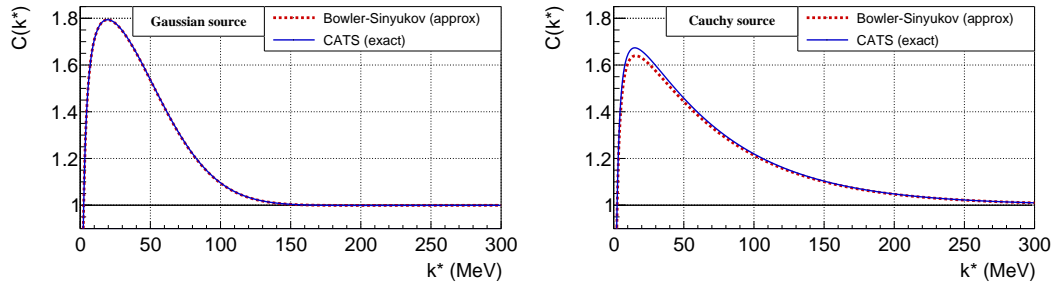 C(k*)
Gaussian source
Bowler-Sinyukov (approx)
CATS (exact)
1.8
1.6
1.4
1.2
1
0 50 100 150 200 250 300
k* (MeV)
C(k*)
Cauchy source
Bowler-Sinyukov (approx)
CATS (exact)
1.8
1.6
1.4
1.2
1
0 50 100 150 200 250 300
k* (MeV)